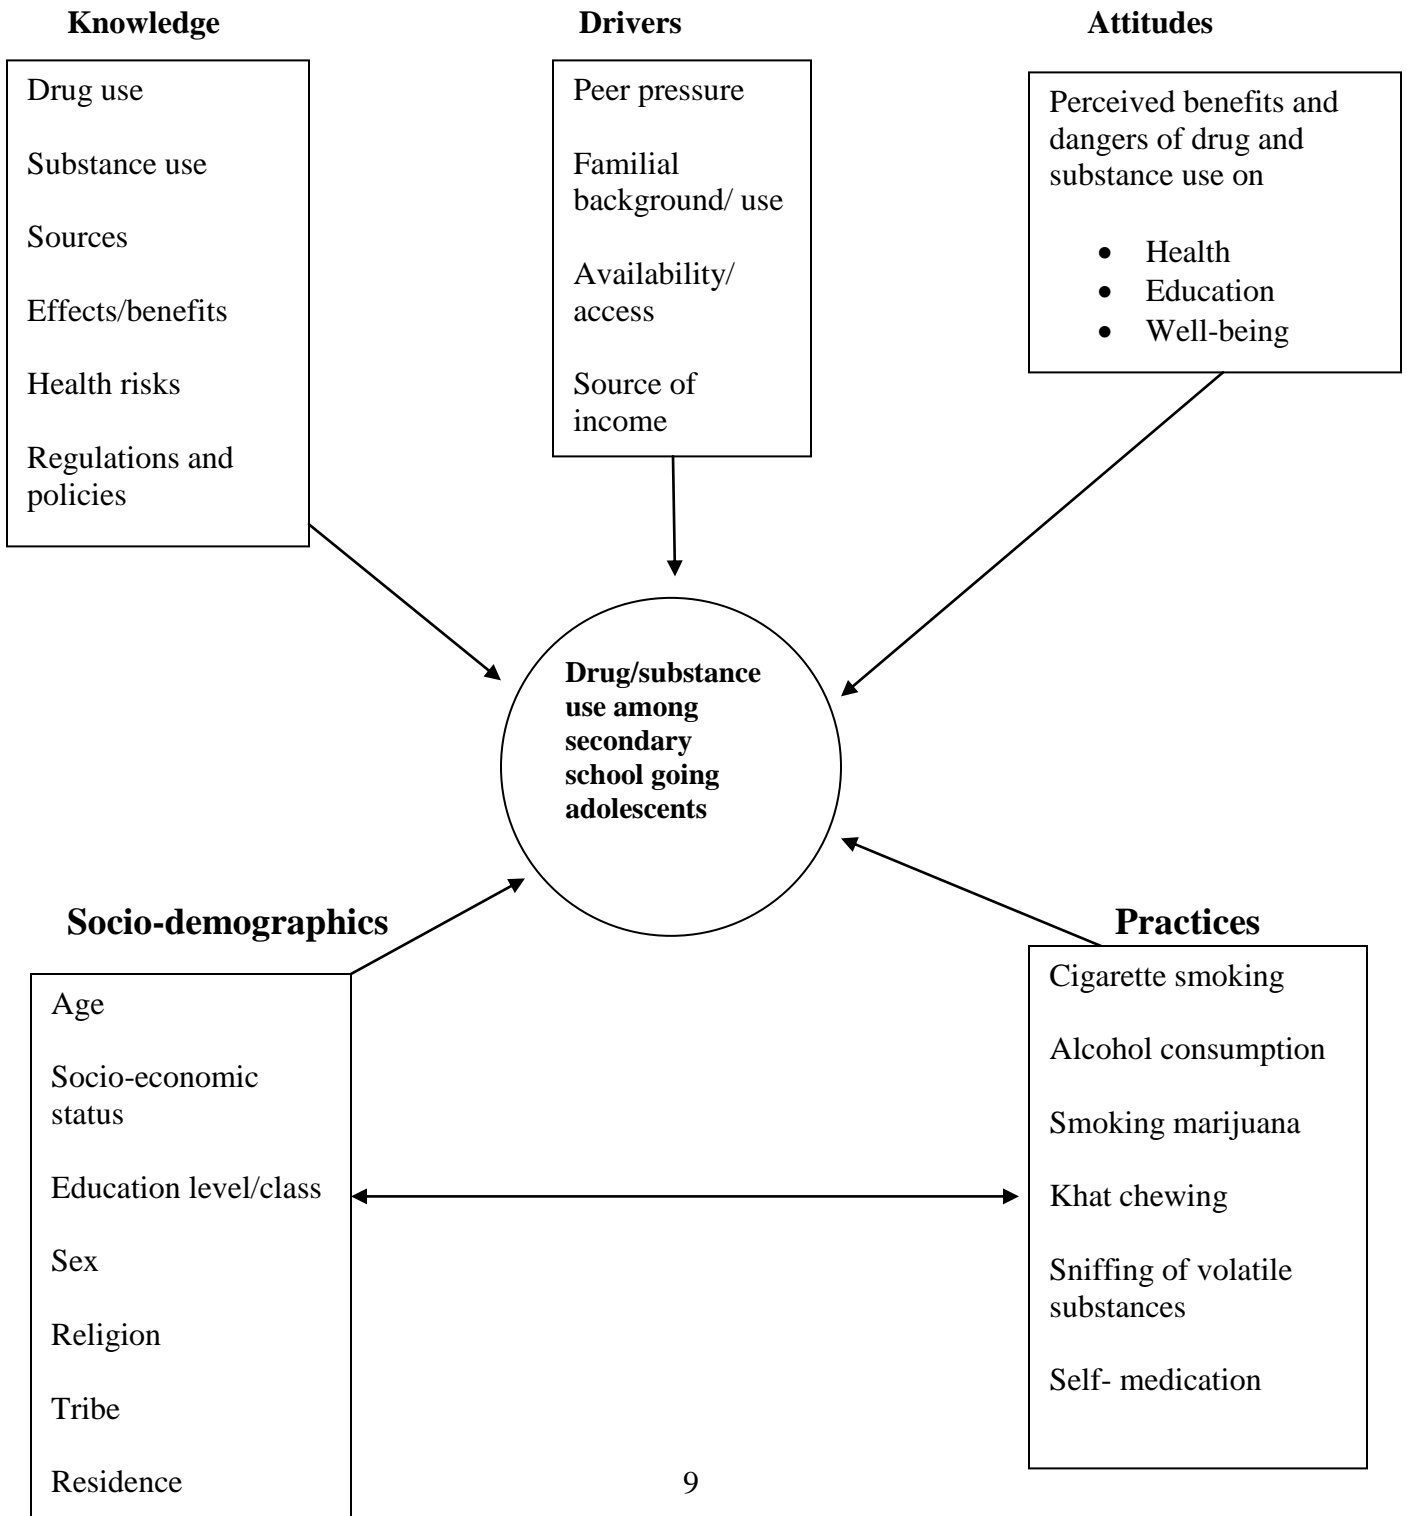 Knowledge
Drug use
Substance use
Sources
Effects/benefits
Health risks
Regulations and
policies
Drivers
Peer pressure
Familial
background/ use
Availability/
access
Source of
income
Attitudes
Perceived benefits and
dangers of drug and
substance use on
• Health
• Education
• Well-being
Drug/substance
use among
secondary
school going
adolescents
Socio-demographics
Age
Socio-economic
status
Education level/class
Sex
Religion
Tribe
Residence
Practices
Cigarette smoking
Alcohol consumption
Smoking marijuana
Khat chewing
Sniffing of volatile
substances
Self- medication
9